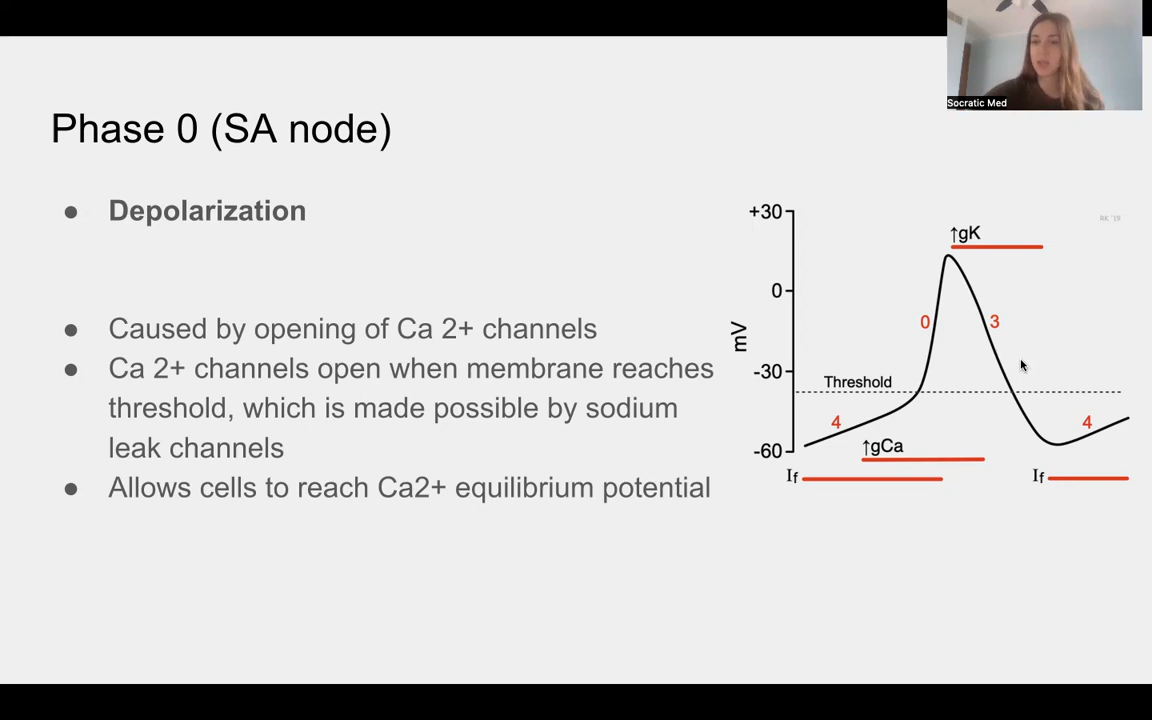 Socratic Med
Phase 0 (SA node)
● Depolarization
● Caused by opening of Ca 2+ channels
● Ca 2+ channels open when membrane reaches
threshold, which is made possible by sodium
leak channels
● Allows cells to reach Ca2+ equilibrium potential
+30
0
-30
-60
mV
RK '19
↑gK
0
3
Threshold
4
4
↑gCa
If
If